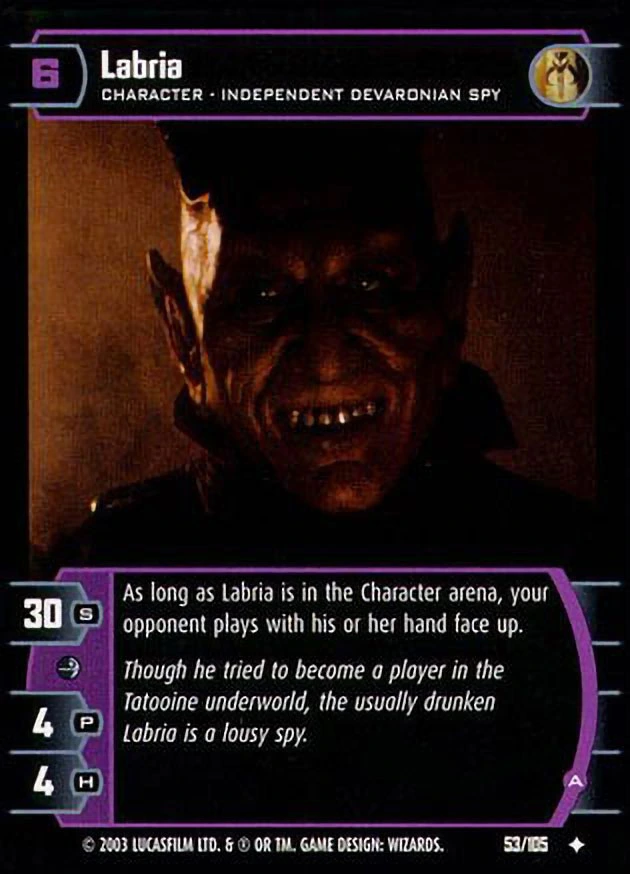 6
Labria
CHARACTER · INDEPENDENT DEVARONIAN SPY
As long as Labria is in the Character arena, your
opponent plays with his or her hand face up.
30 S
Though he tried to become a player in the
Tatooine underworld, the usually drunken
Labria is a lousy spy.
4 P
4 H
A
© 2003 LUCASFILM LTD. & ® OR TM. GAME DESIGN: WIZARDS.
53/105